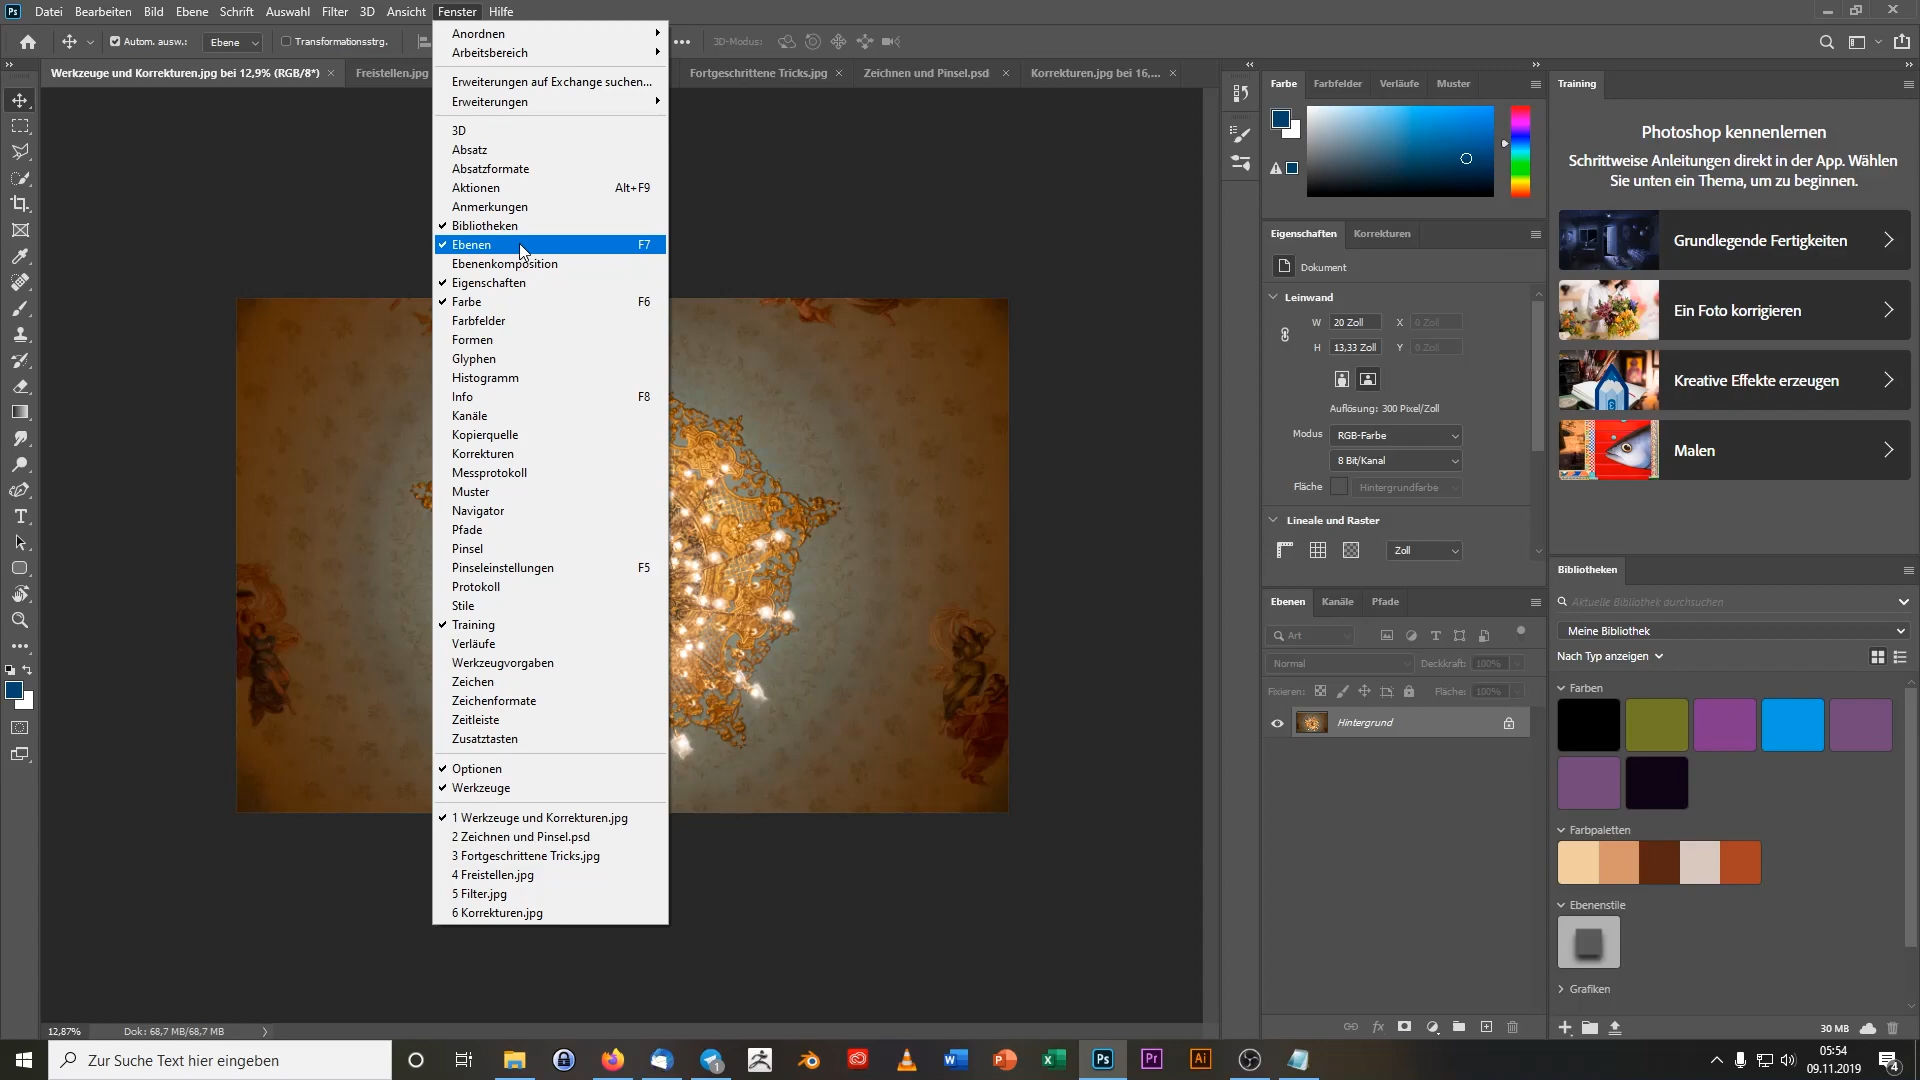 Ps Datei Bearbeiten Bild Ebene Schrift Auswahl Filter 3D Ansicht Fenster Hilfe
Autom. ausw.: Ebene Transformationsstrg. 3D-Modus:
Werkzeuge und Korrekturen.jpg bei 12,9% (RGB/8*) Freistellen.jpg Fortgeschrittene Tricks.jpg Zeichnen und Pinsel.psd Korrekturen.jpg bei 16,...
Anordnen
Arbeitsbereich
Erweiterungen auf Exchange suchen...
Erweiterungen
3D
Absatz
Absatzformate
Aktionen Alt+F9
Anmerkungen
Bibliotheken
Ebenen F7
Ebenenkomposition
Eigenschaften
Farbe F6
Farbfelder
Formen
Glyphen
Histogramm
Info F8
Kanäle
Kopierquelle
Korrekturen
Messprotokoll
Muster
Navigator
Pfade
Pinsel
Pinseleinstellungen F5
Protokoll
Stile
Training
Verläufe
Werkzeugvorgaben
Zeichen
Zeichenformate
Zeitleiste
Zusatztasten
Optionen
Werkzeuge
1 Werkzeuge und Korrekturen.jpg
2 Zeichnen und Pinsel.psd
3 Fortgeschrittene Tricks.jpg
4 Freistellen.jpg
5 Filter.jpg
6 Korrekturen.jpg
Farbe Farbfelder Verläufe Muster
Eigenschaften Korrekturen
Dokument
Leinwand
W 20 Zoll X 0 Zoll
H 13,33 Zoll Y 0 Zoll
Auflösung: 300 Pixel/Zoll
Modus RGB-Farbe
8 Bit/Kanal
Fläche Hintergrundfarbe
Lineale und Raster
Zoll
Ebenen Kanäle Pfade
Art
Normal Deckkraft: 100%
Fixieren: Fläche: 100%
Hintergrund
fx
Training
Photoshop kennenlernen
Schrittweise Anleitungen direkt in der App. Wählen
Sie unten ein Thema, um zu beginnen.
Grundlegende Fertigkeiten
Ein Foto korrigieren
Kreative Effekte erzeugen
Malen
Bibliotheken
Aktuelle Bibliothek durchsuchen
Meine Bibliothek
Nach Typ anzeigen
Farben
Farbpaletten
Ebenenstile
Grafiken
30 MB
12,87% Dok: 68,7 MB/68,7 MB
Zur Suche Text hier eingeben
1
Ps Pr Ai
05:54
09.11.2019
4